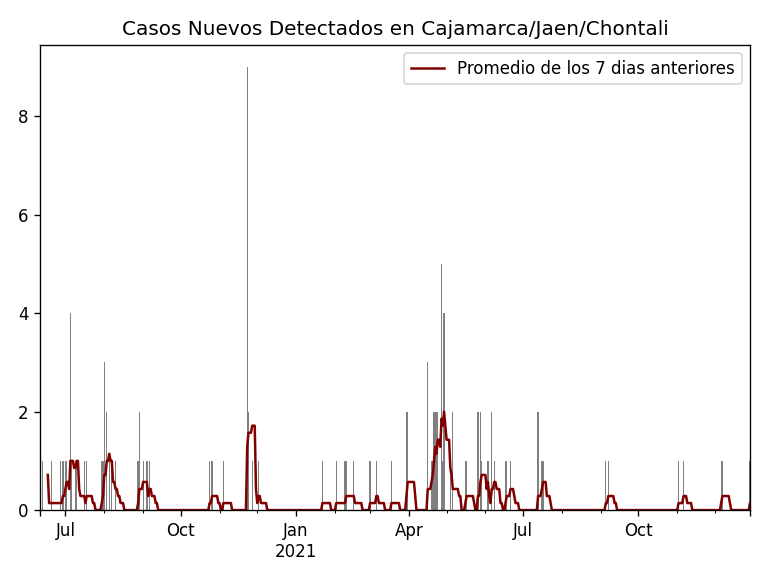 Casos Nuevos Detectados en Cajamarca/Jaen/Chontali
Promedio de los 7 dias anteriores
8
6
4
2
0
Jul Oct Jan Apr Jul Oct
2021